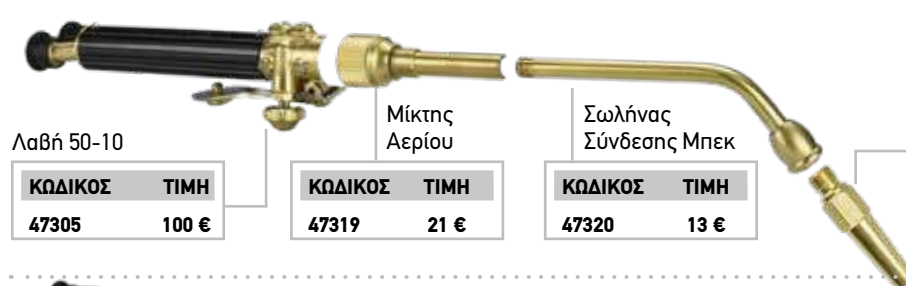 Λαβή 50-10
ΚΩΔΙΚΟΣ ΤΙΜΗ
47305 100 €
Μίκτης
Αερίου
ΚΩΔΙΚΟΣ ΤΙΜΗ
47319 21 €
Σωλήνας
Σύνδεσης Μπεκ
ΚΩΔΙΚΟΣ ΤΙΜΗ
47320 13 €